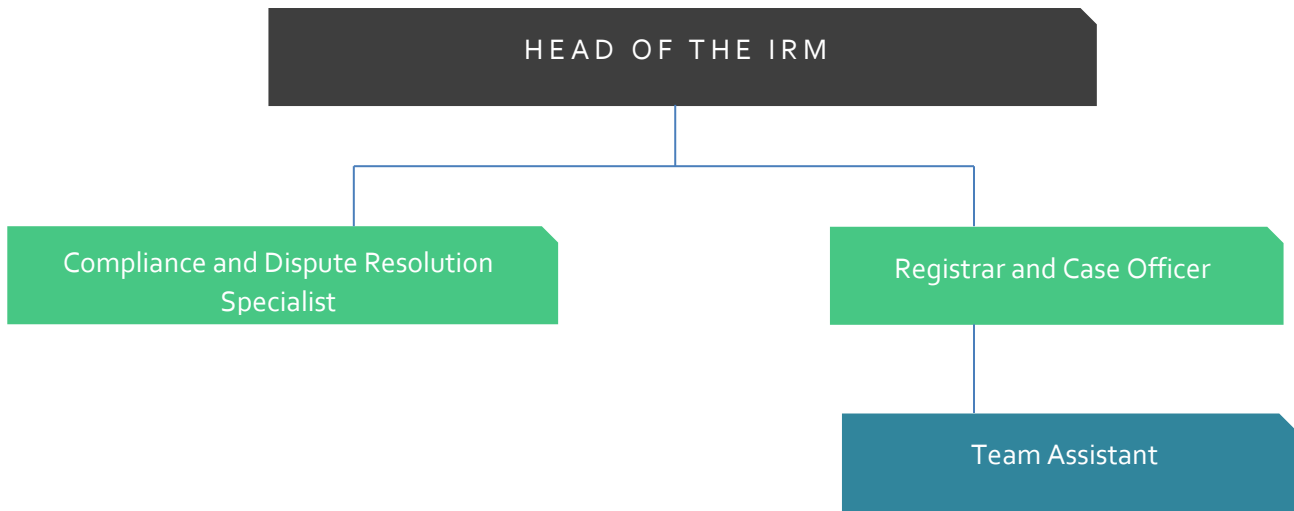 HEAD OF THE IRM
Compliance and Dispute Resolution
Specialist
Registrar and Case Officer
Team Assistant